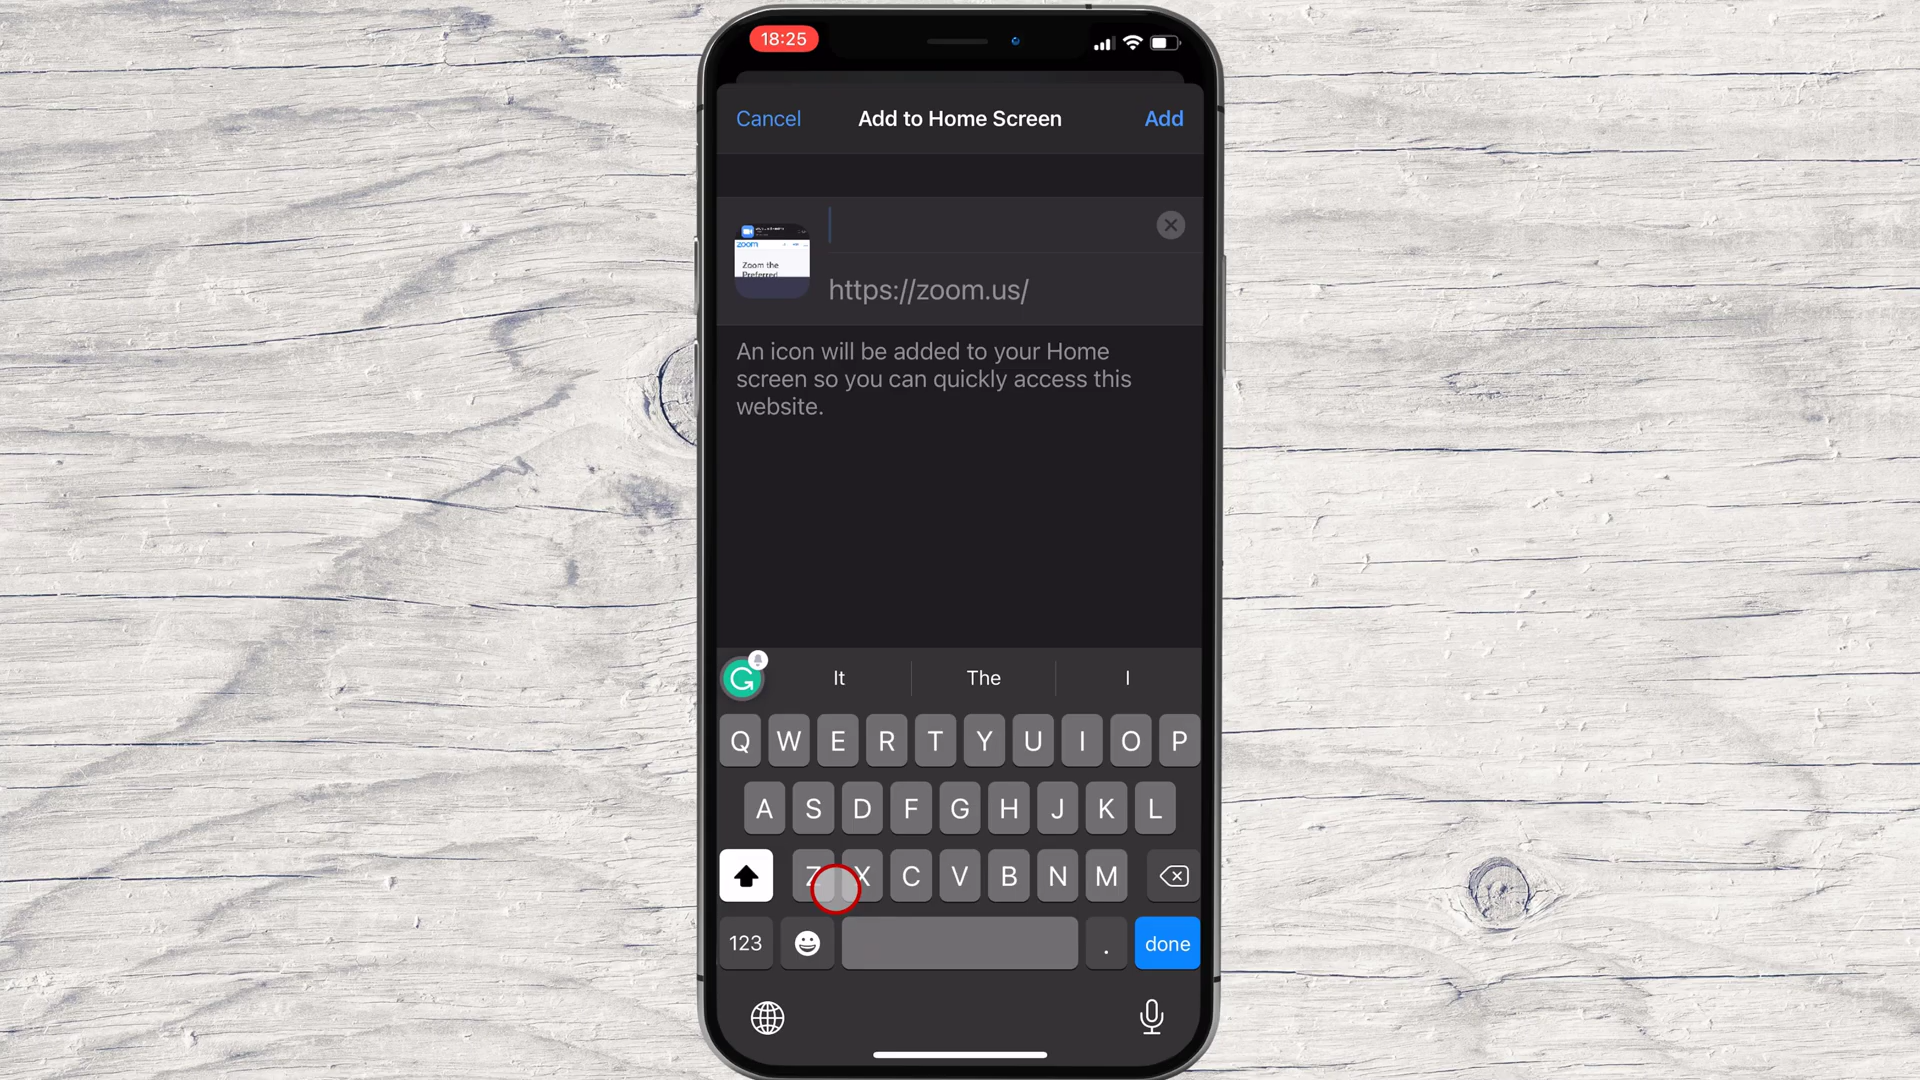 18:25
Cancel
Add to Home Screen
Add
zoom
Zoom the
Preferred
https://zoom.us/
An icon will be added to your Home
screen so you can quickly access this
website.
It
The
I
Q W E R T Y U I O P
A S D F G H J K L
Z X C V B N M
123
.
done